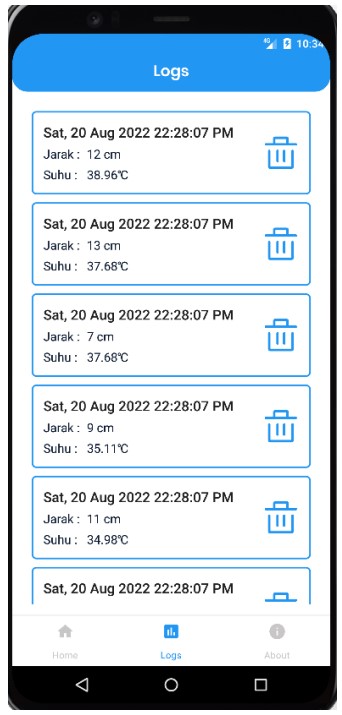 4G 10:34
Logs
Sat, 20 Aug 2022 22:28:07 PM
Jarak : 12 cm
Suhu : 38.96℃
Sat, 20 Aug 2022 22:28:07 PM
Jarak : 13 cm
Suhu : 37.68℃
Sat, 20 Aug 2022 22:28:07 PM
Jarak : 7 cm
Suhu : 37.68℃
Sat, 20 Aug 2022 22:28:07 PM
Jarak : 9 cm
Suhu : 35.11℃
Sat, 20 Aug 2022 22:28:07 PM
Jarak : 11 cm
Suhu : 34.98℃
Sat, 20 Aug 2022 22:28:07 PM
Home Logs About